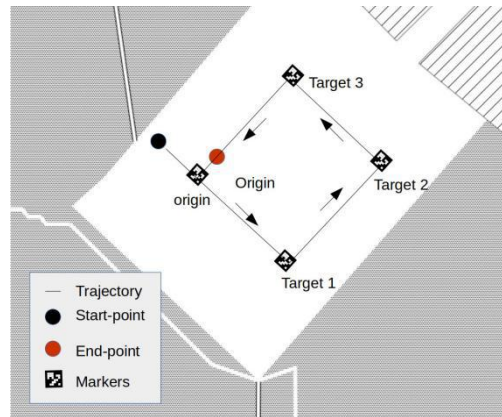 Target 3
Target 2
Origin
origin
Target 1
Trajectory
Start-point
End-point
Markers